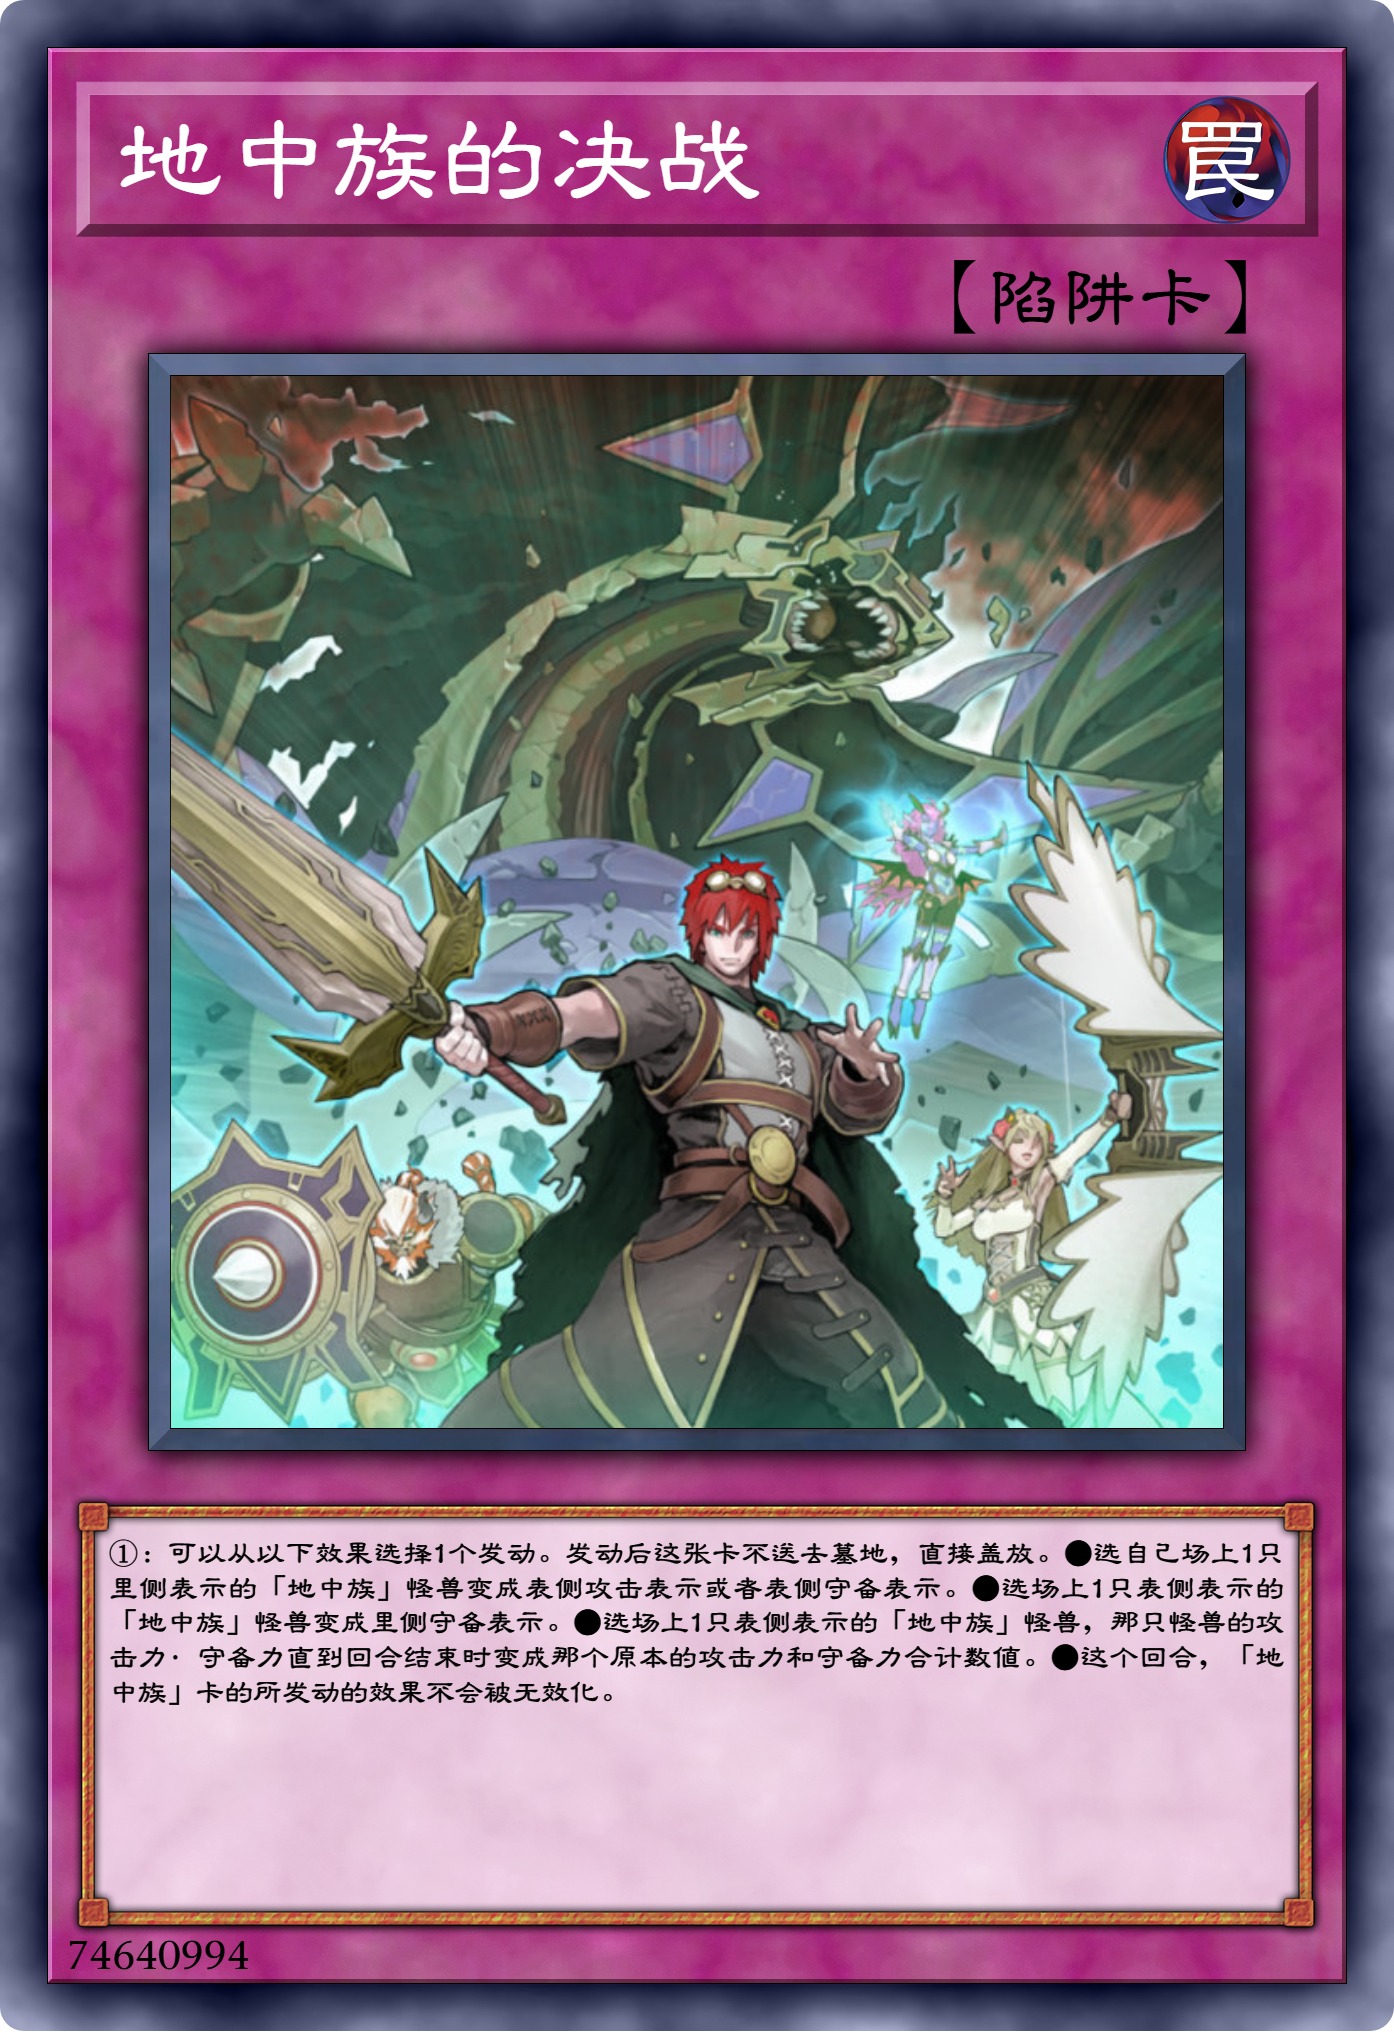 地中族的决战
罠
【陷阱卡】
①：可以从以下效果选择1个发动。发动后这张卡不送去墓地，直接盖放。●选自己场上1只
里侧表示的「地中族」怪兽变成表侧攻击表示或者表侧守备表示。●选场上1只表侧表示的
「地中族」怪兽变成里侧守备表示。●选场上1只表侧表示的「地中族」怪兽，那只怪兽的攻
击力·守备力直到回合结束时变成那个原本的攻击力和守备力合计数值。●这个回合，「地
中族」卡的所发动的效果不会被无效化。
74640994